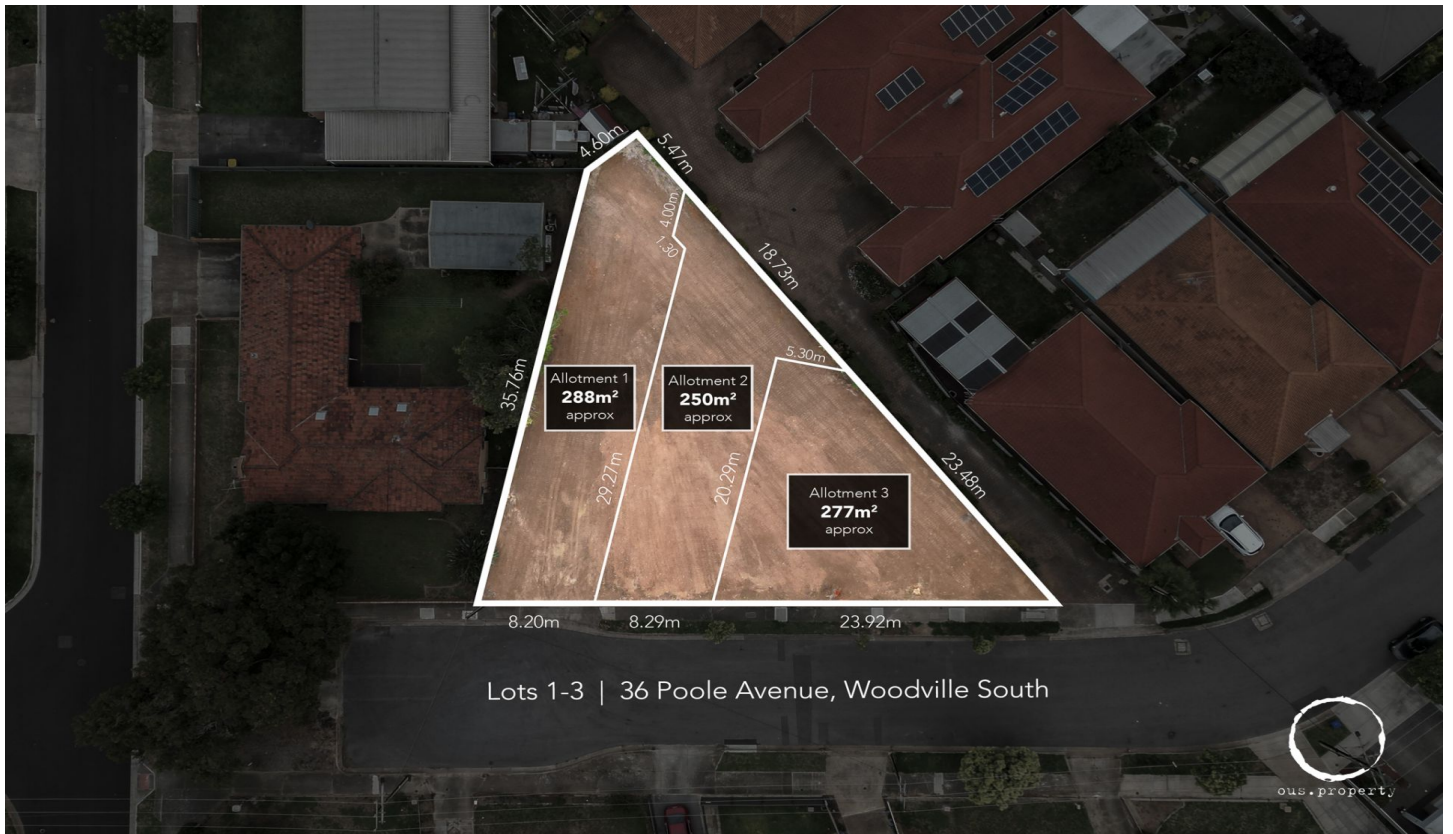 4.60m
5.47m
4.00m
1.30
18.73m
5.30m
35.76m
Allotment 1
288m²
approx
Allotment 2
250m²
approx
29.27m
20.29m
23.48m
Allotment 3
277m²
approx
8.20m
8.29m
23.92m
Lots 1-3 | 36 Poole Avenue, Woodville South
ous.property